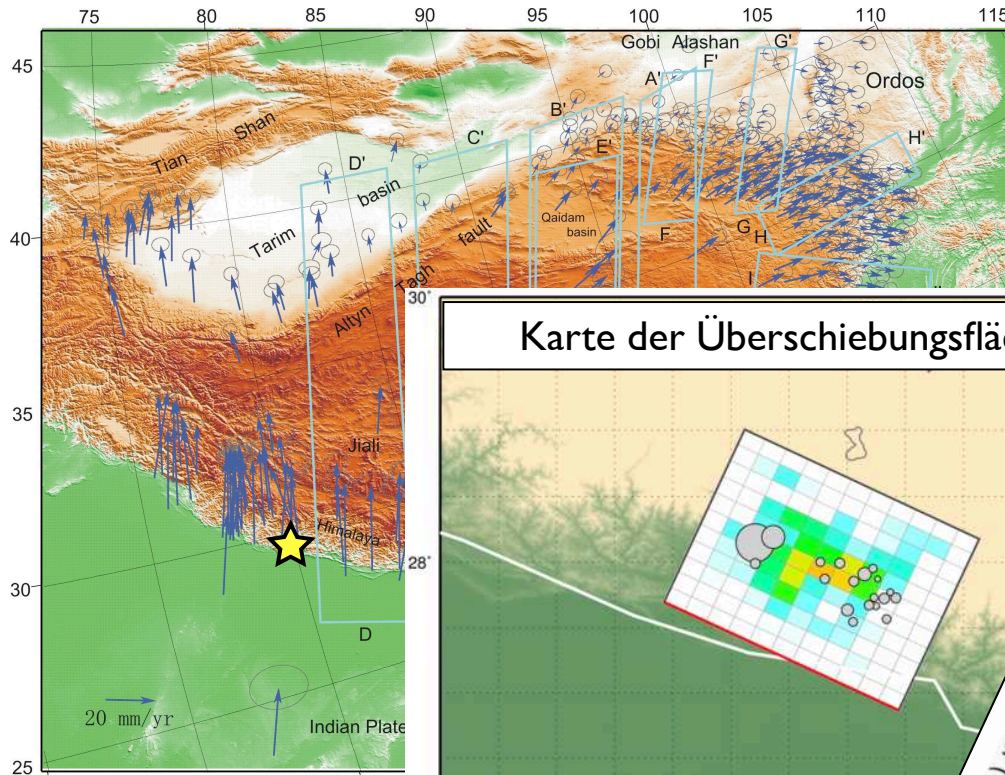 75 80 85 90 95 100 105 110 115
Gobi Alashan G'
45
A' F'
Ordos
B'
Shan
Tian
C'
H'
E'
D'
basin
Qaidam
basin
fault
Tarim
G
F
H
40
I
Tagh
Altyn
30°
Karte der Überschiebungsflä
35
Jiali
Himalaya
28°
30
D
20 mm/yr
Indian Plate
25